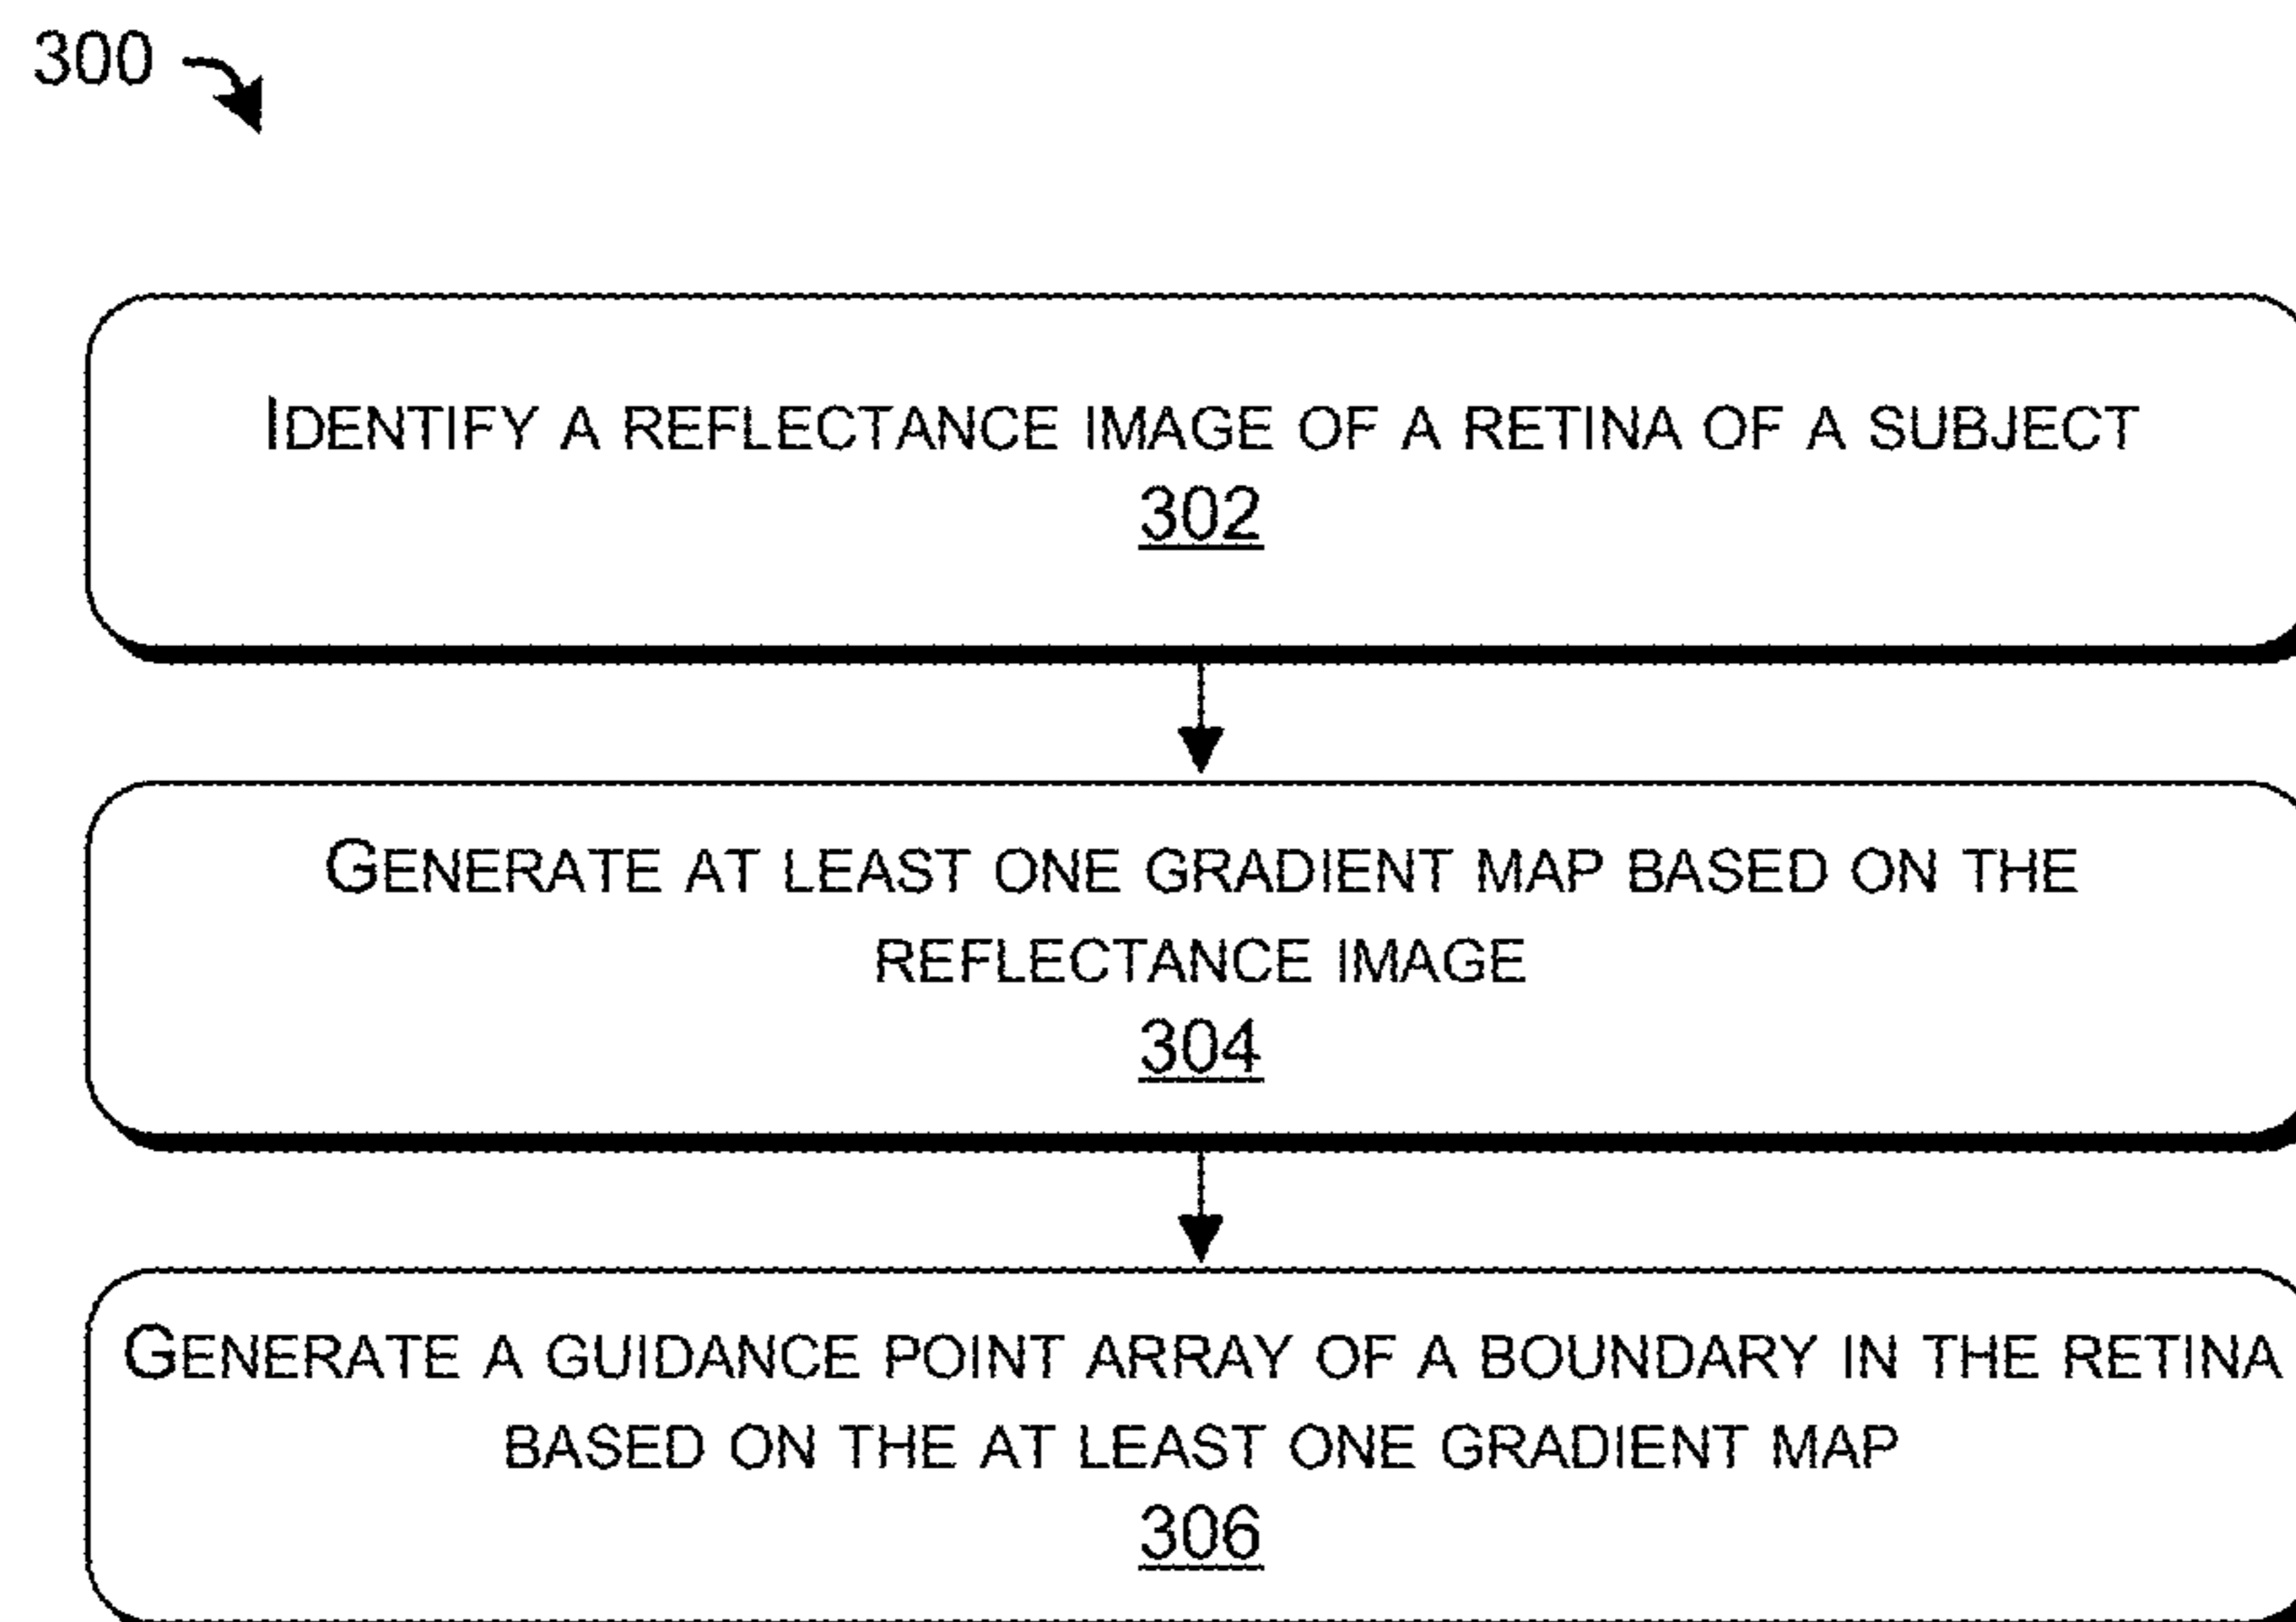 300
IDENTIFY A REFLECTANCE IMAGE OF A RETINA OF A SUBJECT
302
GENERATE AT LEAST ONE GRADIENT MAP BASED ON THE
REFLECTANCE IMAGE
304
GENERATE A GUIDANCE POINT ARRAY OF A BOUNDARY IN THE RETINA
BASED ON THE AT LEAST ONE GRADIENT MAP
306